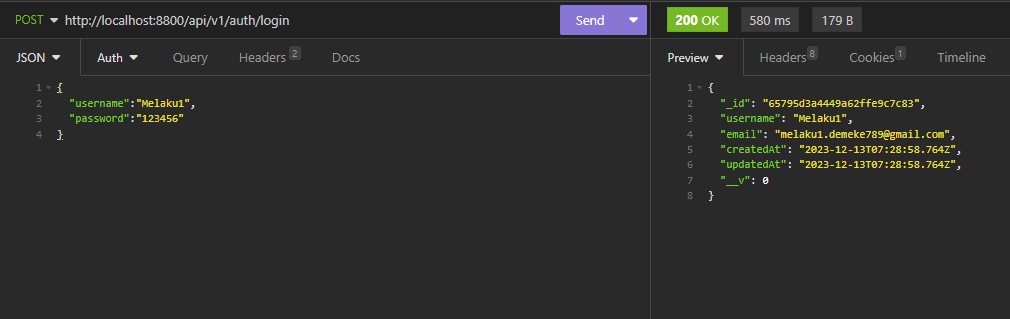 POST http://localhost:8800/api/v1/auth/login Send 200 OK 580 ms 179 B
JSON Auth Query Headers 2 Docs Preview Headers 8 Cookies 1 Timeline
1 {
2 "username":"Melaku1",
3 "password":"123456"
4 }
1 {
2 "_id": "65795d3a4449a62ffe9c7c83",
3 "username": "Melaku1",
4 "email": "melaku1.demeke789@gmail.com",
5 "createdAt": "2023-12-13T07:28:58.764Z",
6 "updatedAt": "2023-12-13T07:28:58.764Z",
7 "__v": 0
8 }